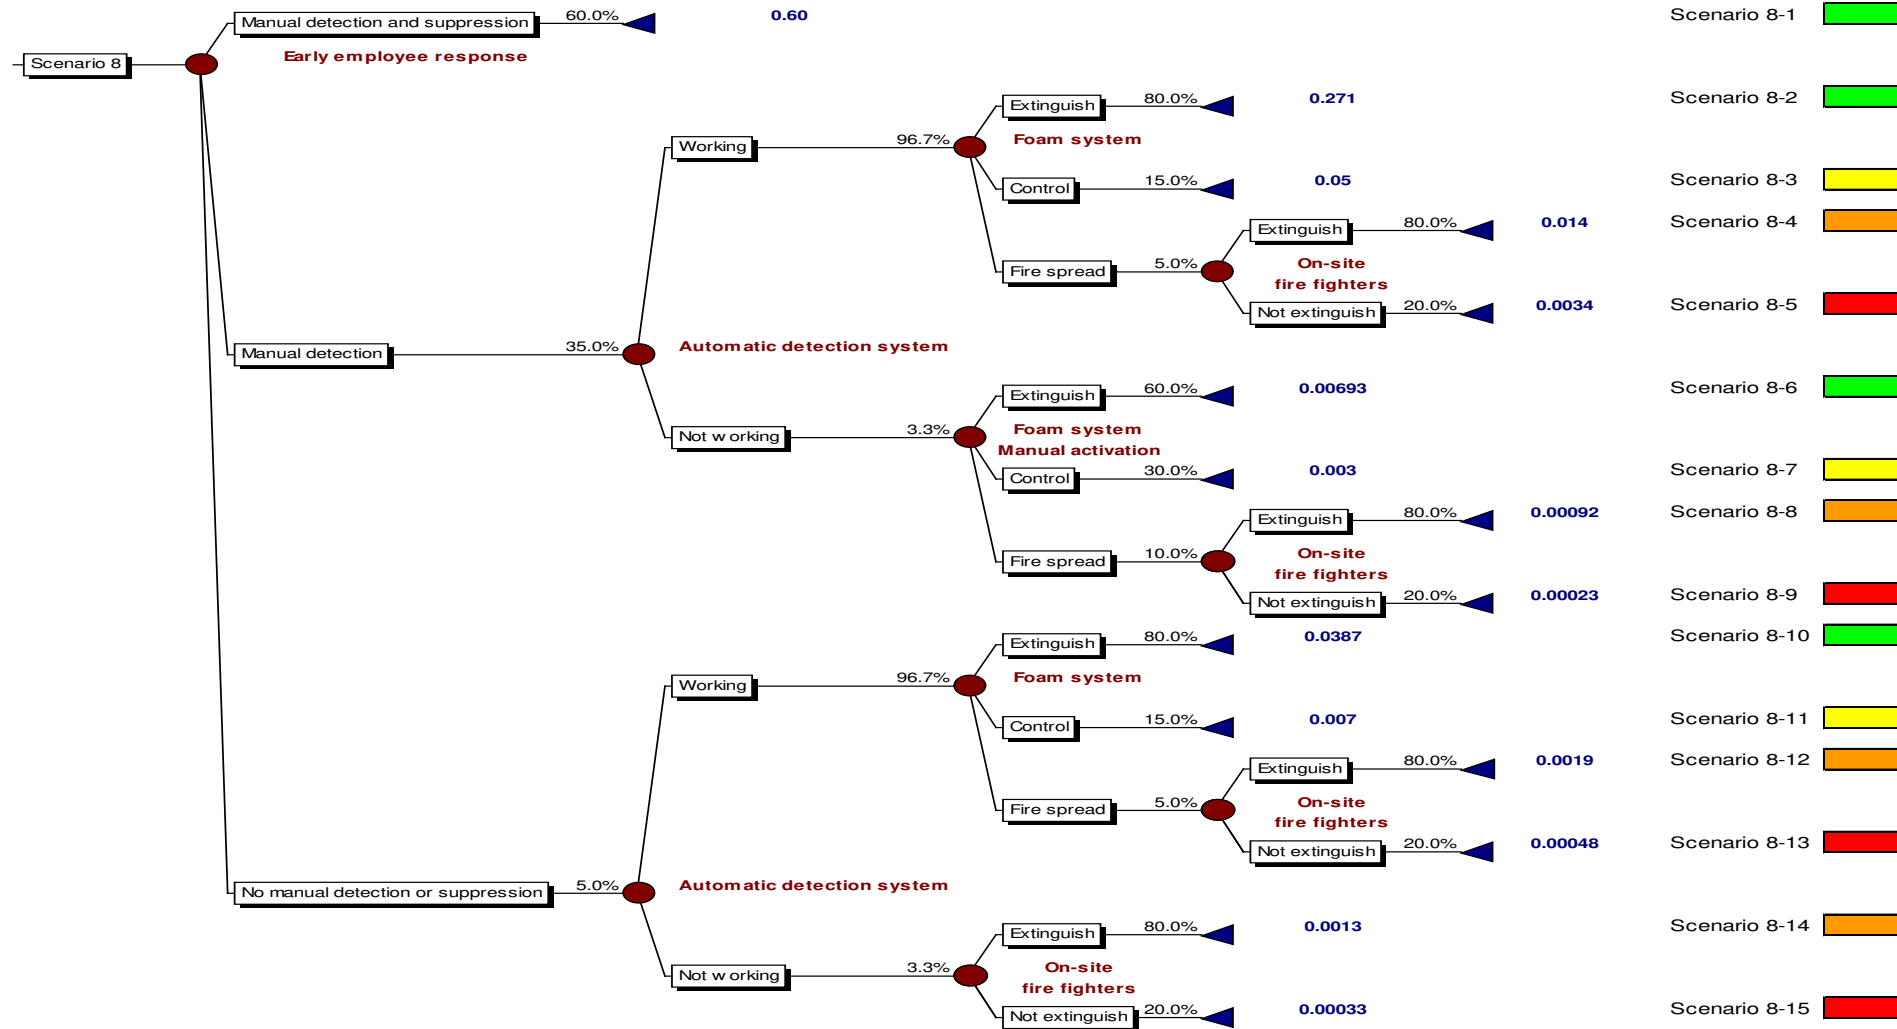 Manual detection and suppression 60.0% 0.60 Scenario 8-1
Scenario 8 Early employee response
Extinguish 80.0% 0.271 Scenario 8-2
Working 96.7% Foam system
Control 15.0% 0.05 Scenario 8-3
Extinguish 80.0% 0.014 Scenario 8-4
Fire spread 5.0% On-site
fire fighters
Not extinguish 20.0% 0.0034 Scenario 8-5
Manual detection 35.0% Automatic detection system
Extinguish 60.0% 0.00693 Scenario 8-6
Not working 3.3% Foam system
Manual activation
Control 30.0% 0.003 Scenario 8-7
Extinguish 80.0% 0.00092 Scenario 8-8
Fire spread 10.0% On-site
fire fighters
Not extinguish 20.0% 0.00023 Scenario 8-9
Extinguish 80.0% 0.0387 Scenario 8-10
Working 96.7% Foam system
Control 15.0% 0.007 Scenario 8-11
Extinguish 80.0% 0.0019 Scenario 8-12
Fire spread 5.0% On-site
fire fighters
Not extinguish 20.0% 0.00048 Scenario 8-13
No manual detection or suppression 5.0% Automatic detection system
Extinguish 80.0% 0.0013 Scenario 8-14
Not working 3.3% On-site
fire fighters
Not extinguish 20.0% 0.00033 Scenario 8-15